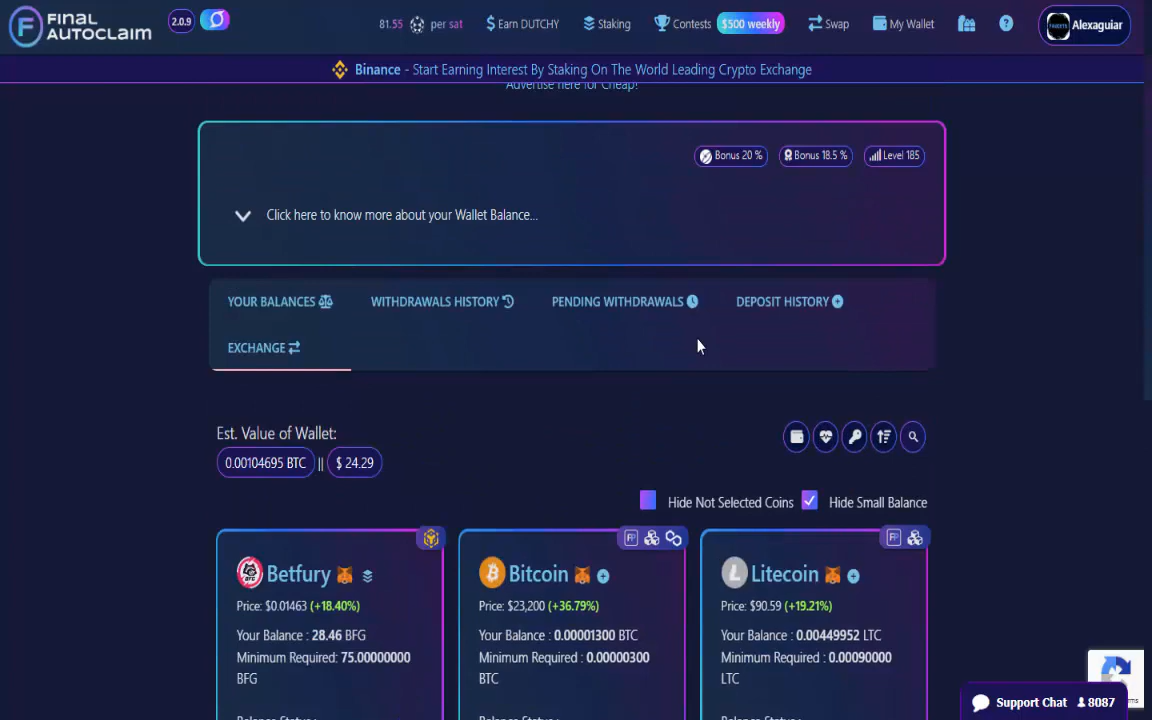 FINAL
AUTOCLAIM
2.0.9
81.55 per sat
Earn DUTCHY
Staking
Contests $500 weekly
Swap
My Wallet
Alexaguiar
Binance - Start Earning Interest By Staking On The World Leading Crypto Exchange
Advertise here for Cheap!
Bonus 20 %
Bonus 18.5 %
Level 185
Click here to know more about your Wallet Balance...
YOUR BALANCES
WITHDRAWALS HISTORY
PENDING WITHDRAWALS
DEPOSIT HISTORY
EXCHANGE
Est. Value of Wallet:
0.00104695 BTC || $ 24.29
Hide Not Selected Coins
Hide Small Balance
Betfury
Price: $0.01463 (+18.40%)
Your Balance : 28.46 BFG
Minimum Required: 75.00000000
BFG
Balance Status :
Bitcoin
Price: $23,200 (+36.79%)
Your Balance : 0.00001300 BTC
Minimum Required : 0.00000300
BTC
Balance Status :
Litecoin
Price: $90.59 (+19.21%)
Your Balance : 0.00449952 LTC
Minimum Required : 0.00090000
LTC
Balance Status :
Support Chat 8087